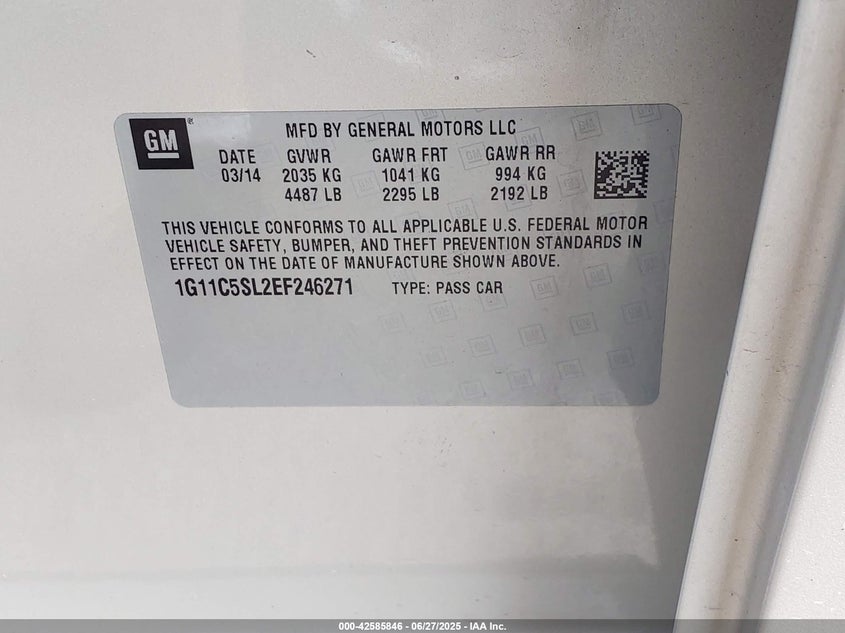 GM
MFD BY GENERAL MOTORS LLC
DATE GVWR GAWR FRT GAWR RR
03/14 2035 KG 1041 KG 994 KG
4487 LB 2295 LB 2192 LB
THIS VEHICLE CONFORMS TO ALL APPLICABLE U.S. FEDERAL MOTOR
VEHICLE SAFETY, BUMPER, AND THEFT PREVENTION STANDARDS IN
EFFECT ON THE DATE OF MANUFACTURE SHOWN ABOVE.
1G11C5SL2EF246271 TYPE: PASS CAR
000-42585846 - 06/27/2025 - IAA Inc.